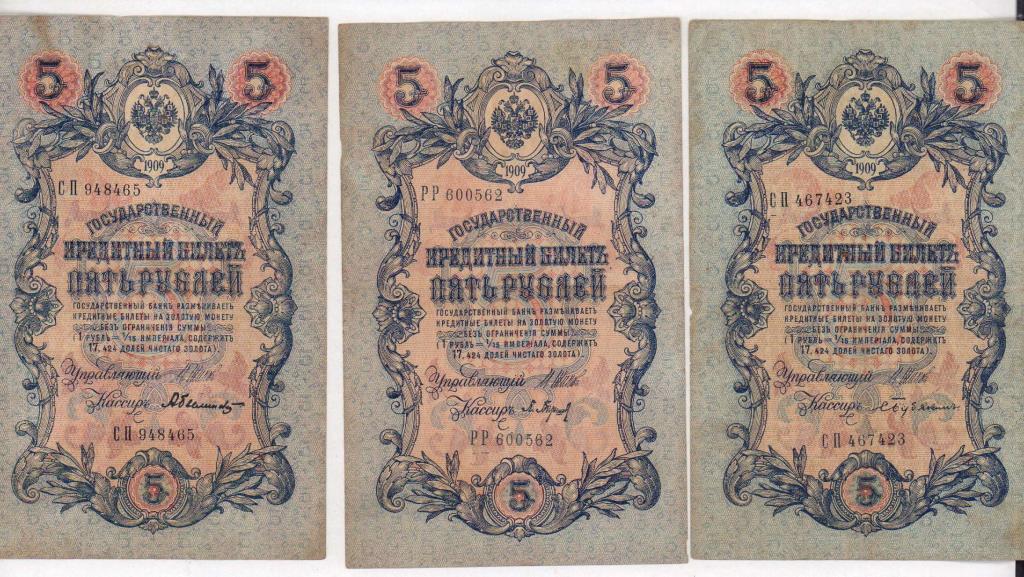 5 5
1909
СП 948465
ГОСУДАРСТВЕННЫЙ
КРЕДИТНЫЙ БИЛЕТЪ
ПЯТЬ РУБЛЕЙ
ГОСУДАРСТВЕННЫЙ БАНКЪ РАЗМѢНИВАЕТЪ
КРЕДИТНЫЕ БИЛЕТЫ НА ЗОЛОТУЮ МОНЕТУ
БЕЗЪ ОГРАНИЧЕНІЯ СУММЫ
(1 РУБЛЬ = 1/15 ИМПЕРІАЛА, СОДЕРЖИТЪ
17,424 ДОЛЕЙ ЧИСТАГО ЗОЛОТА).
Управляющій
Кассиръ
СП 948465
5
5 5
1909
РР 600562
ГОСУДАРСТВЕННЫЙ
КРЕДИТНЫЙ БИЛЕТЪ
ПЯТЬ РУБЛЕЙ
ГОСУДАРСТВЕННЫЙ БАНКЪ РАЗМѢНИВАЕТЪ
КРЕДИТНЫЕ БИЛЕТЫ НА ЗОЛОТУЮ МОНЕТУ
БЕЗЪ ОГРАНИЧЕНІЯ СУММЫ
(1 РУБЛЬ = 1/15 ИМПЕРІАЛА, СОДЕРЖИТЪ
17,424 ДОЛЕЙ ЧИСТАГО ЗОЛОТА).
Управляющій
Кассиръ
РР 600562
5
5 5
1909
СП 467423
ГОСУДАРСТВЕННЫЙ
КРЕДИТНЫЙ БИЛЕТЪ
ПЯТЬ РУБЛЕЙ
ГОСУДАРСТВЕННЫЙ БАНКЪ РАЗМѢНИВАЕТЪ
КРЕДИТНЫЕ БИЛЕТЫ НА ЗОЛОТУЮ МОНЕТУ
БЕЗЪ ОГРАНИЧЕНІЯ СУММЫ
(1 РУБЛЬ = 1/15 ИМПЕРІАЛА, СОДЕРЖИТЪ
17,424 ДОЛЕЙ ЧИСТАГО ЗОЛОТА).
Управляющій
Кассиръ
СП 467423
5